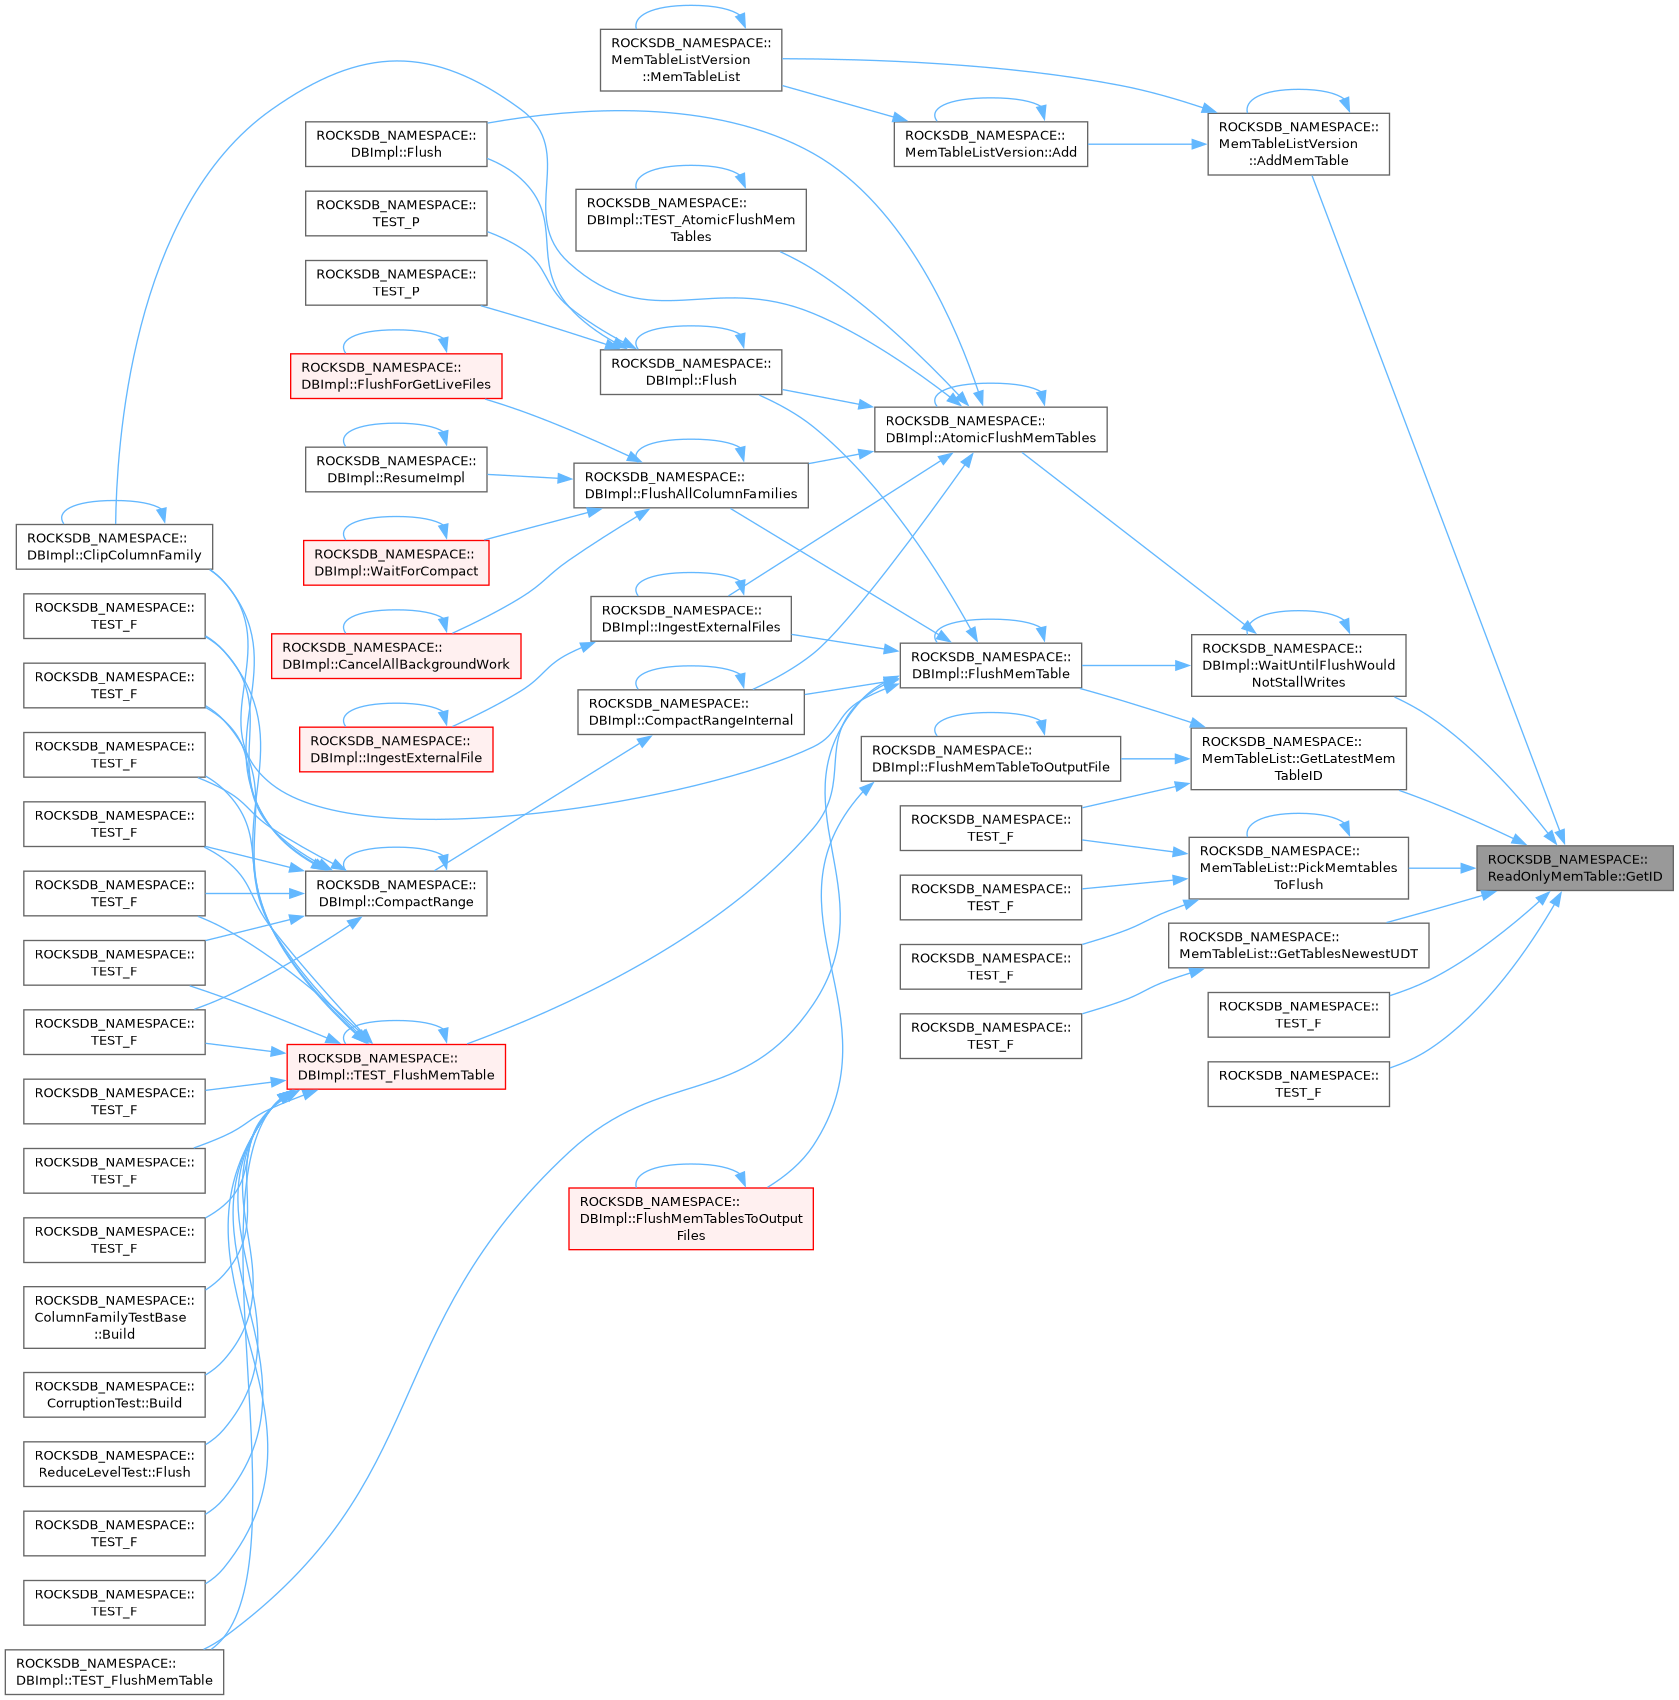 ROCKSDB_NAMESPACE::
MemTableListVersion
::MemTableList
ROCKSDB_NAMESPACE::
DBImpl::Flush
ROCKSDB_NAMESPACE::
MemTableListVersion::Add
ROCKSDB_NAMESPACE::
MemTableListVersion
::AddMemTable
ROCKSDB_NAMESPACE::
TEST_P
ROCKSDB_NAMESPACE::
DBImpl::TEST_AtomicFlushMem
Tables
ROCKSDB_NAMESPACE::
TEST_P
ROCKSDB_NAMESPACE::
DBImpl::FlushForGetLiveFiles
ROCKSDB_NAMESPACE::
DBImpl::Flush
ROCKSDB_NAMESPACE::
DBImpl::AtomicFlushMemTables
ROCKSDB_NAMESPACE::
DBImpl::ResumeImpl
ROCKSDB_NAMESPACE::
DBImpl::FlushAllColumnFamilies
ROCKSDB_NAMESPACE::
DBImpl::ClipColumnFamily
ROCKSDB_NAMESPACE::
DBImpl::WaitForCompact
ROCKSDB_NAMESPACE::
TEST_F
ROCKSDB_NAMESPACE::
DBImpl::CancelAllBackgroundWork
ROCKSDB_NAMESPACE::
DBImpl::IngestExternalFiles
ROCKSDB_NAMESPACE::
DBImpl::FlushMemTable
ROCKSDB_NAMESPACE::
DBImpl::WaitUntilFlushWould
NotStallWrites
ROCKSDB_NAMESPACE::
TEST_F
ROCKSDB_NAMESPACE::
DBImpl::CompactRangeInternal
ROCKSDB_NAMESPACE::
TEST_F
ROCKSDB_NAMESPACE::
DBImpl::IngestExternalFile
ROCKSDB_NAMESPACE::
DBImpl::FlushMemTableToOutputFile
ROCKSDB_NAMESPACE::
MemTableList::GetLatestMem
TableID
ROCKSDB_NAMESPACE::
TEST_F
ROCKSDB_NAMESPACE::
TEST_F
ROCKSDB_NAMESPACE::
MemTableList::PickMemtables
ToFlush
ROCKSDB_NAMESPACE::
ReadOnlyMemTable::GetID
ROCKSDB_NAMESPACE::
TEST_F
ROCKSDB_NAMESPACE::
DBImpl::CompactRange
ROCKSDB_NAMESPACE::
TEST_F
ROCKSDB_NAMESPACE::
MemTableList::GetTablesNewestUDT
ROCKSDB_NAMESPACE::
TEST_F
ROCKSDB_NAMESPACE::
TEST_F
ROCKSDB_NAMESPACE::
TEST_F
ROCKSDB_NAMESPACE::
TEST_F
ROCKSDB_NAMESPACE::
TEST_F
ROCKSDB_NAMESPACE::
DBImpl::TEST_FlushMemTable
ROCKSDB_NAMESPACE::
TEST_F
ROCKSDB_NAMESPACE::
TEST_F
ROCKSDB_NAMESPACE::
TEST_F
ROCKSDB_NAMESPACE::
TEST_F
ROCKSDB_NAMESPACE::
DBImpl::FlushMemTablesToOutput
Files
ROCKSDB_NAMESPACE::
ColumnFamilyTestBase
::Build
ROCKSDB_NAMESPACE::
CorruptionTest::Build
ROCKSDB_NAMESPACE::
ReduceLevelTest::Flush
ROCKSDB_NAMESPACE::
TEST_F
ROCKSDB_NAMESPACE::
TEST_F
ROCKSDB_NAMESPACE::
DBImpl::TEST_FlushMemTable